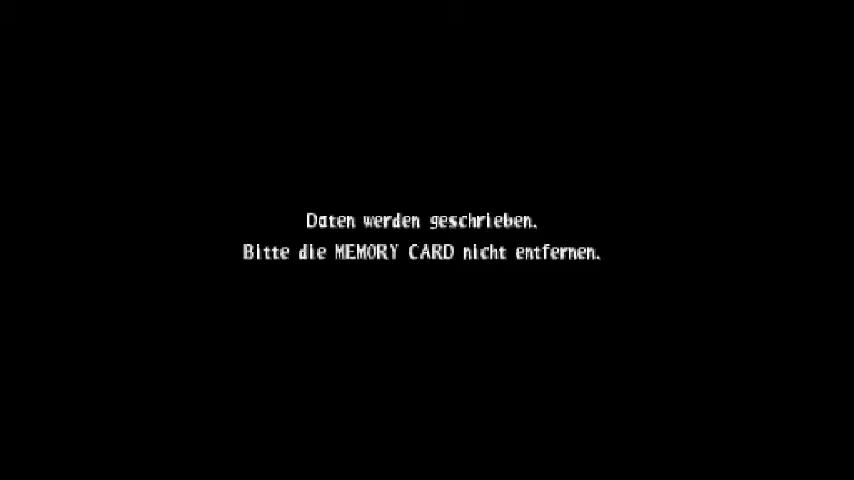 Daten werden geschrieben.
Bitte die MEMORY CARD nicht entfernen.